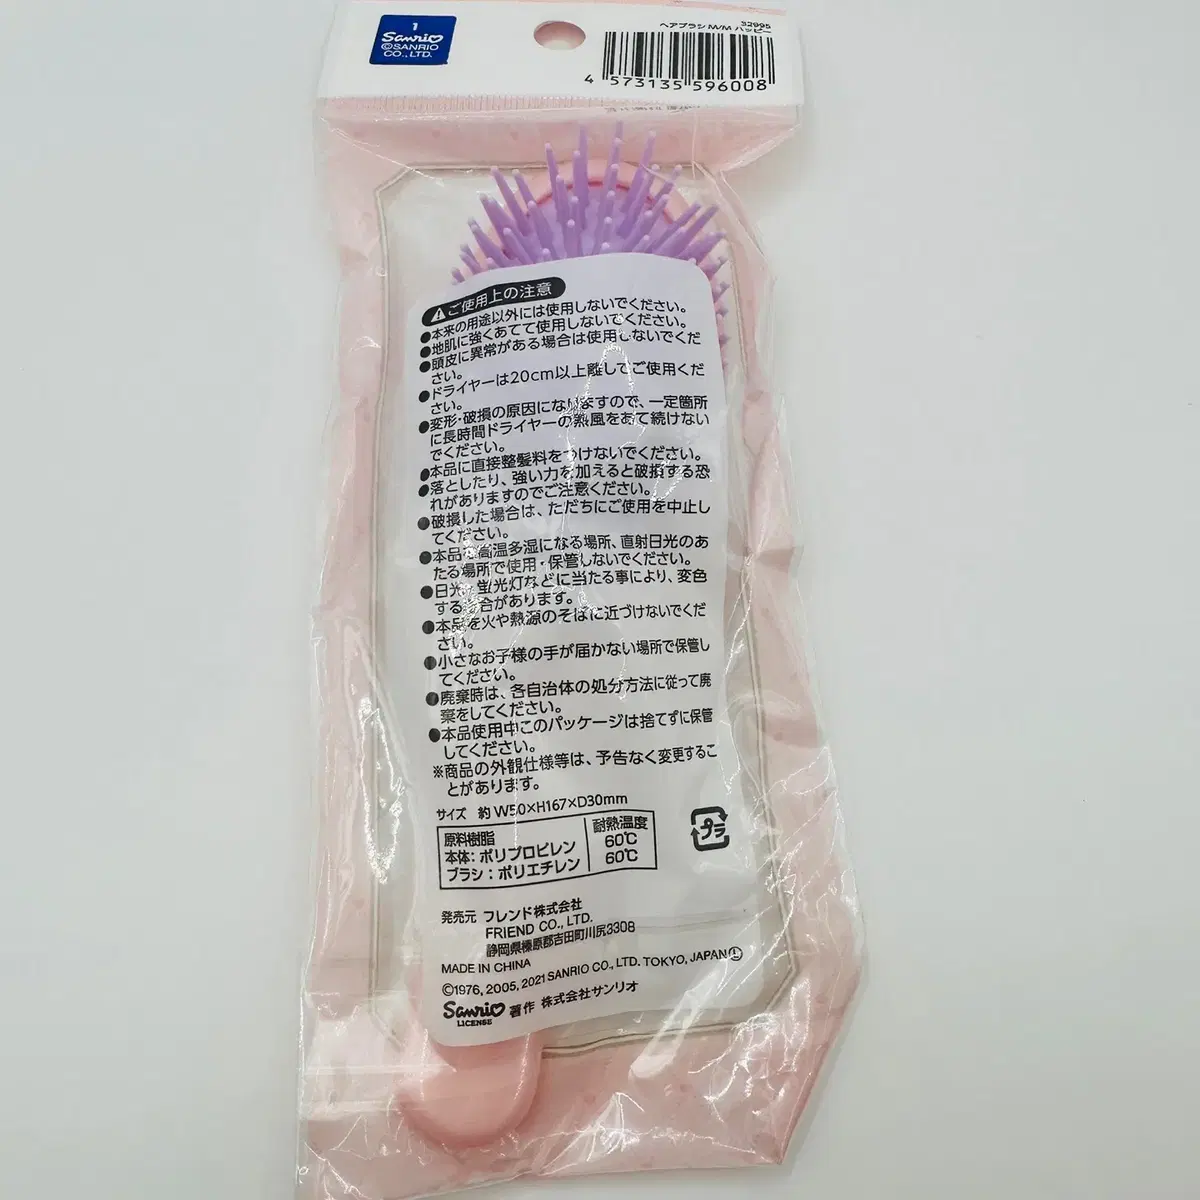 1
Sanrio
©SANRIO
CO.,LTD.
32995
ヘアブラシ M/M ハッピー
4 573135 596008
ご使用上の注意
●本来の用途以外には使用しないでください。
●地肌に強くあてて使用しないでください。
●頭皮に異常がある場合は使用しないでくだ
さい。
●ドライヤーは20cm以上離してご使用くだ
さい。
●変形・破損の原因になりますので、一定箇所
に長時間ドライヤーの熱風をあて続けない
でください。
●本品に直接整髪料をつけないでください。
●落としたり、強い力を加えると破損する恐
れがありますのでご注意ください。
●破損した場合は、ただちにご使用を中止し
てください。
●本品を高温多湿になる場所、直射日光のあ
たる場所で使用・保管しないでください。
●日光・蛍光灯などに当たる事により、変色
する場合があります。
●本品を火や熱源のそばに近づけないでくだ
さい。
●小さなお子様の手が届かない場所で保管し
てください。
●廃棄時は、各自治体の処分方法に従って廃
棄をしてください。
●本品使用中このパッケージは捨てずに保管
してください。
※商品の外観仕様等は、予告なく変更するこ
とがあります。
サイズ 約 W50×H167×D30mm
原料樹脂 耐熱温度
本体：ポリプロピレン 60℃
ブラシ：ポリエチレン 60℃
プラ
発売元 フレンド株式会社
FRIEND CO., LTD.
静岡県榛原郡吉田町川尻3308
MADE IN CHINA
©1976, 2005, 2021 SANRIO CO., LTD. TOKYO, JAPAN Ⓛ
Sanrio 著作 株式会社サンリオ
LICENSE